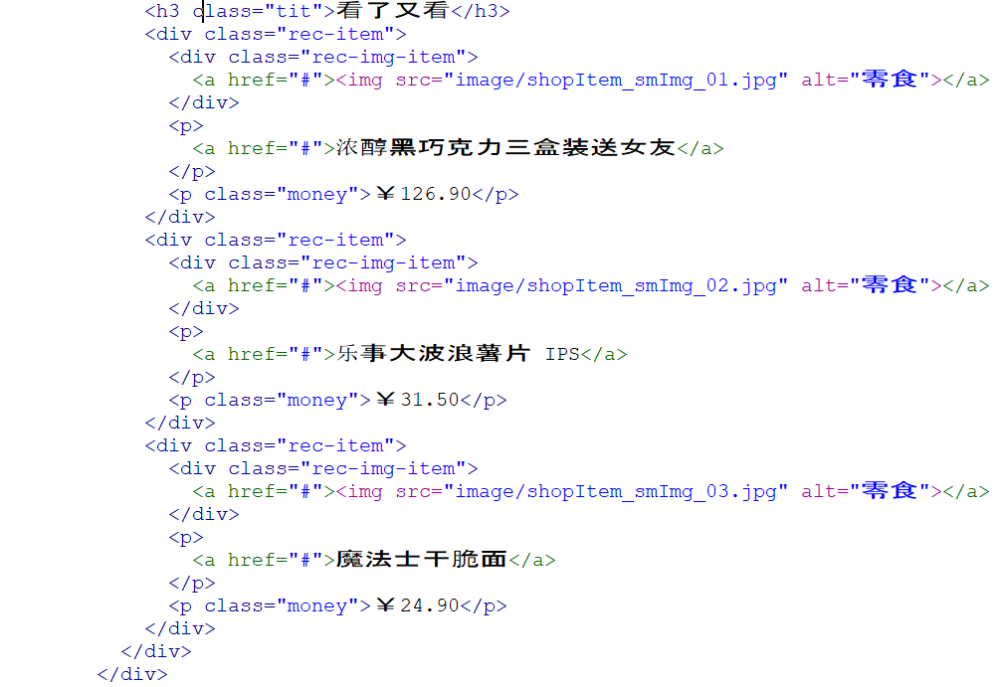 <h3 class="tit">看了又看</h3>
<div class="rec-item">
<div class="rec-img-item">
<a href="#"><img src="image/shopItem_smImg_01.jpg" alt="零食"></a>
</div>
<p>
<a href="#">浓醇黑巧克力三盒装送女友</a>
</p>
<p class="money">￥126.90</p>
</div>
<div class="rec-item">
<div class="rec-img-item">
<a href="#"><img src="image/shopItem_smImg_02.jpg" alt="零食"></a>
</div>
<p>
<a href="#">乐事大波浪薯片 IPS</a>
</p>
<p class="money">￥31.50</p>
</div>
<div class="rec-item">
<div class="rec-img-item">
<a href="#"><img src="image/shopItem_smImg_03.jpg" alt="零食"></a>
</div>
<p>
<a href="#">魔法士干脆面</a>
</p>
<p class="money">￥24.90</p>
</div>
</div>
</div>